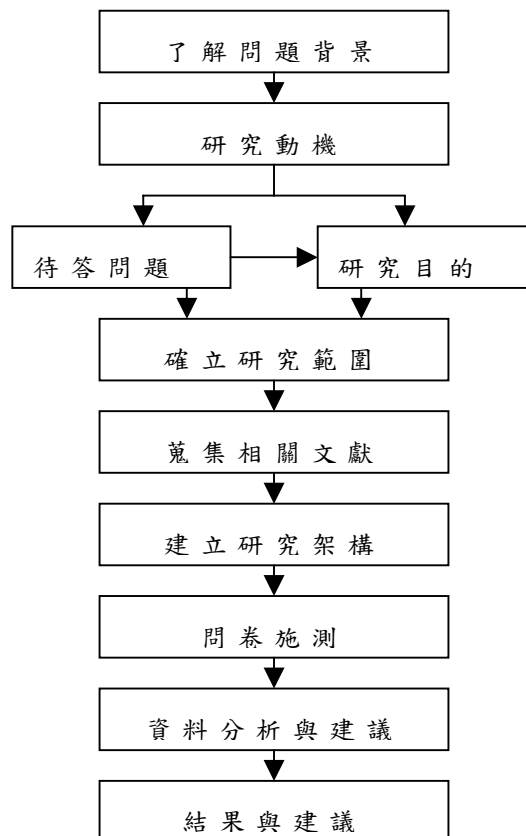 了解問題背景
研究動機
待答問題
研究目的
確立研究範圍
蒐集相關文獻
建立研究架構
問卷施測
資料分析與建議
結果與建議